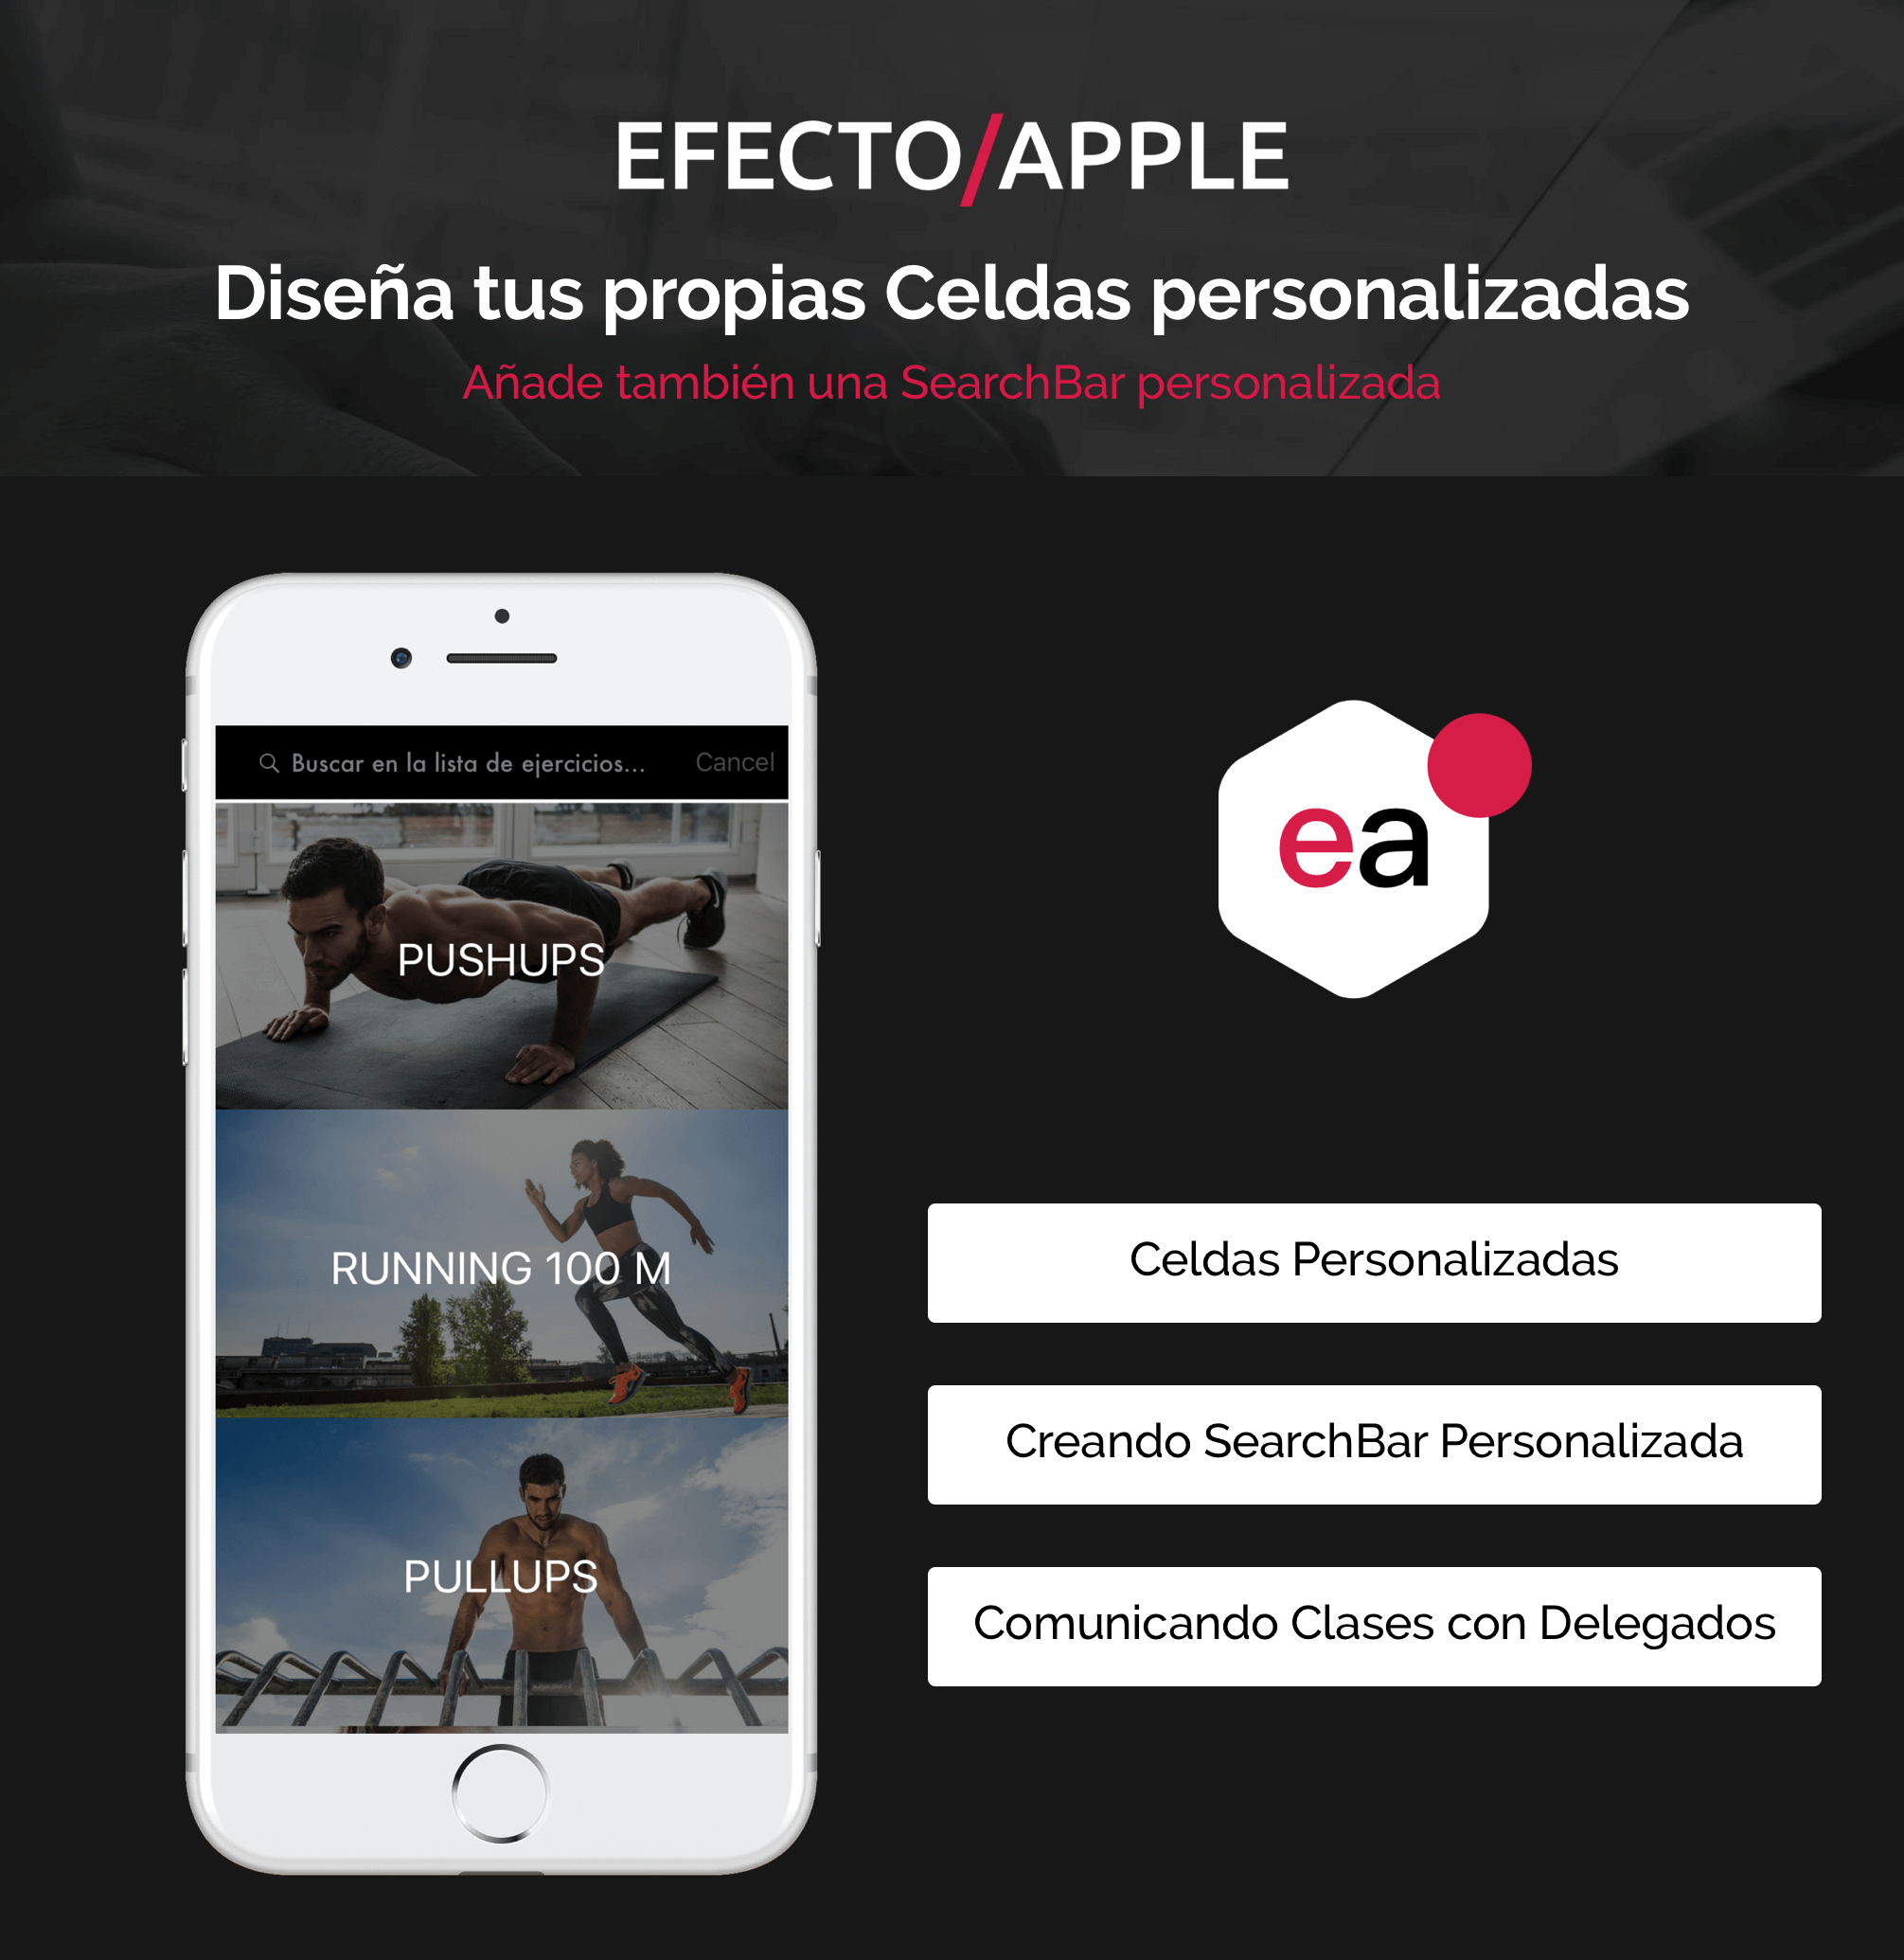 EFECTO/APPLE
Diseña tus propias Celdas personalizadas
Añade también una SearchBar personalizada
Buscar en la lista de ejercicios...
Cancel
PUSHUPS
RUNNING 100 M
PULLUPS
ea
Celdas Personalizadas
Creando SearchBar Personalizada
Comunicando Clases con Delegados